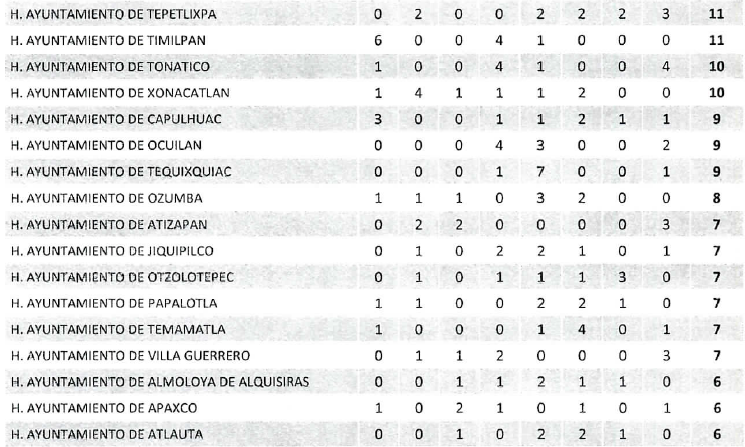 H. AYUNTAMIENTO DE TEPETLIXPA 0 2 0 0 2 2 2 3 11
H. AYUNTAMIENTO DE TIMILPAN 6 0 0 4 1 0 0 0 11
H. AYUNTAMIENTO DE TONATICO 1 0 0 4 1 0 0 4 10
H. AYUNTAMIENTO DE XONACATLAN 1 4 1 1 1 2 0 0 10
H. AYUNTAMIENTO DE CAPULHUAC 3 0 0 1 1 2 1 1 9
H. AYUNTAMIENTO DE OCUILAN 0 0 0 4 3 0 0 2 9
H. AYUNTAMIENTO DE TEQUIXQUIAC 0 0 0 1 7 0 0 1 9
H. AYUNTAMIENTO DE OZUMBA 1 1 1 0 3 2 0 0 8
H. AYUNTAMIENTO DE ATIZAPAN 0 2 2 0 0 0 0 3 7
H. AYUNTAMIENTO DE JIQUIPILCO 0 1 0 2 2 1 0 1 7
H. AYUNTAMIENTO DE OTZOLOTEPEC 0 1 0 1 1 1 3 0 7
H. AYUNTAMIENTO DE PAPALOTLA 1 1 0 0 2 2 1 0 7
H. AYUNTAMIENTO DE TEMAMATLA 1 0 0 0 1 4 0 1 7
H. AYUNTAMIENTO DE VILLA GUERRERO 0 1 1 2 0 0 0 3 7
H. AYUNTAMIENTO DE ALMOLOYA DE ALQUISIRAS 0 0 1 1 2 1 1 0 6
H. AYUNTAMIENTO DE APAXCO 1 0 2 1 0 1 0 1 6
H. AYUNTAMIENTO DE ATLAUTA 0 0 1 0 2 2 1 0 6